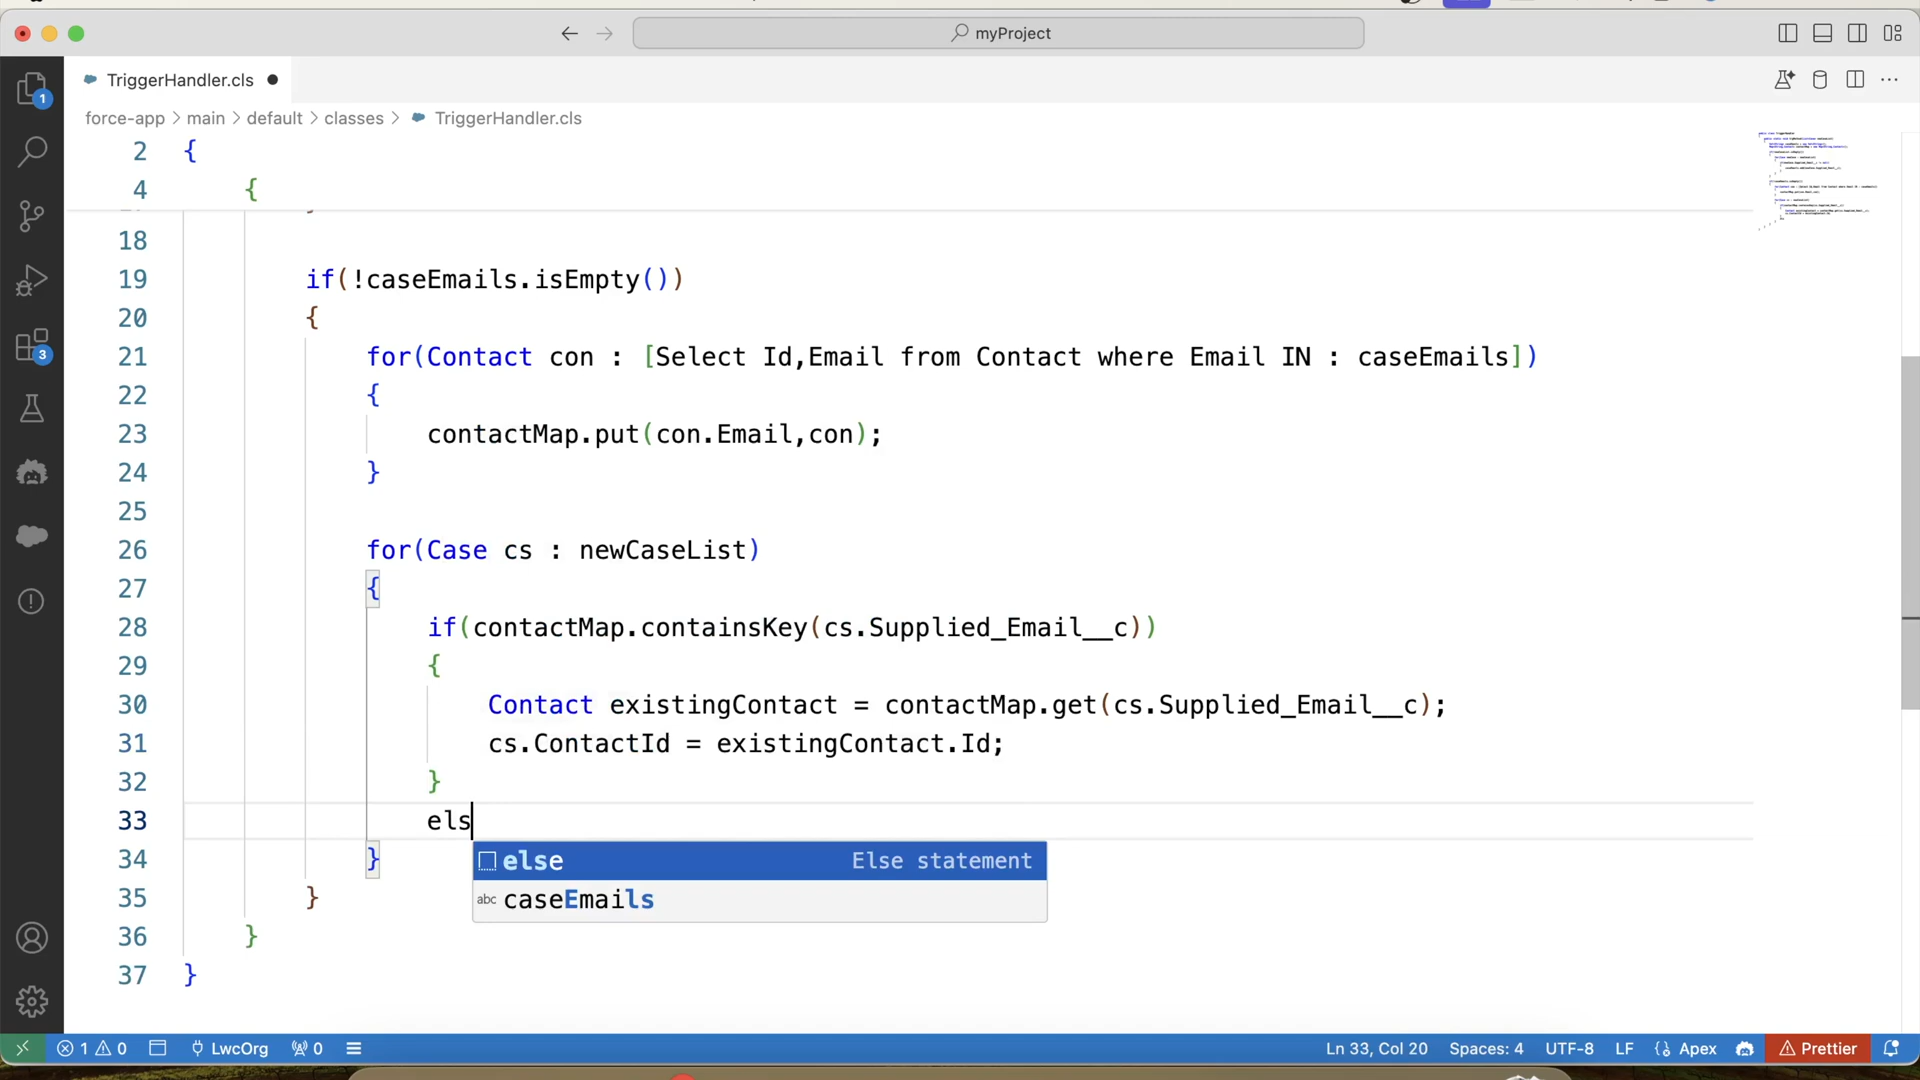 myProject
TriggerHandler.cls
force-app > main > default > classes > TriggerHandler.cls
1
3
2 {
4 {
18
19 if(!caseEmails.isEmpty())
20 {
21 for(Contact con : [Select Id,Email from Contact where Email IN : caseEmails])
22 {
23 contactMap.put(con.Email,con);
24 }
25
26 for(Case cs : newCaseList)
27 {
28 if(contactMap.containsKey(cs.Supplied_Email__c))
29 {
30 Contact existingContact = contactMap.get(cs.Supplied_Email__c);
31 cs.ContactId = existingContact.Id;
32 }
33 els
34 }
else Else statement
abc caseEmails
35 }
36 }
37 }
1 0 LwcOrg 0 Ln 33, Col 20 Spaces: 4 UTF-8 LF Apex Prettier